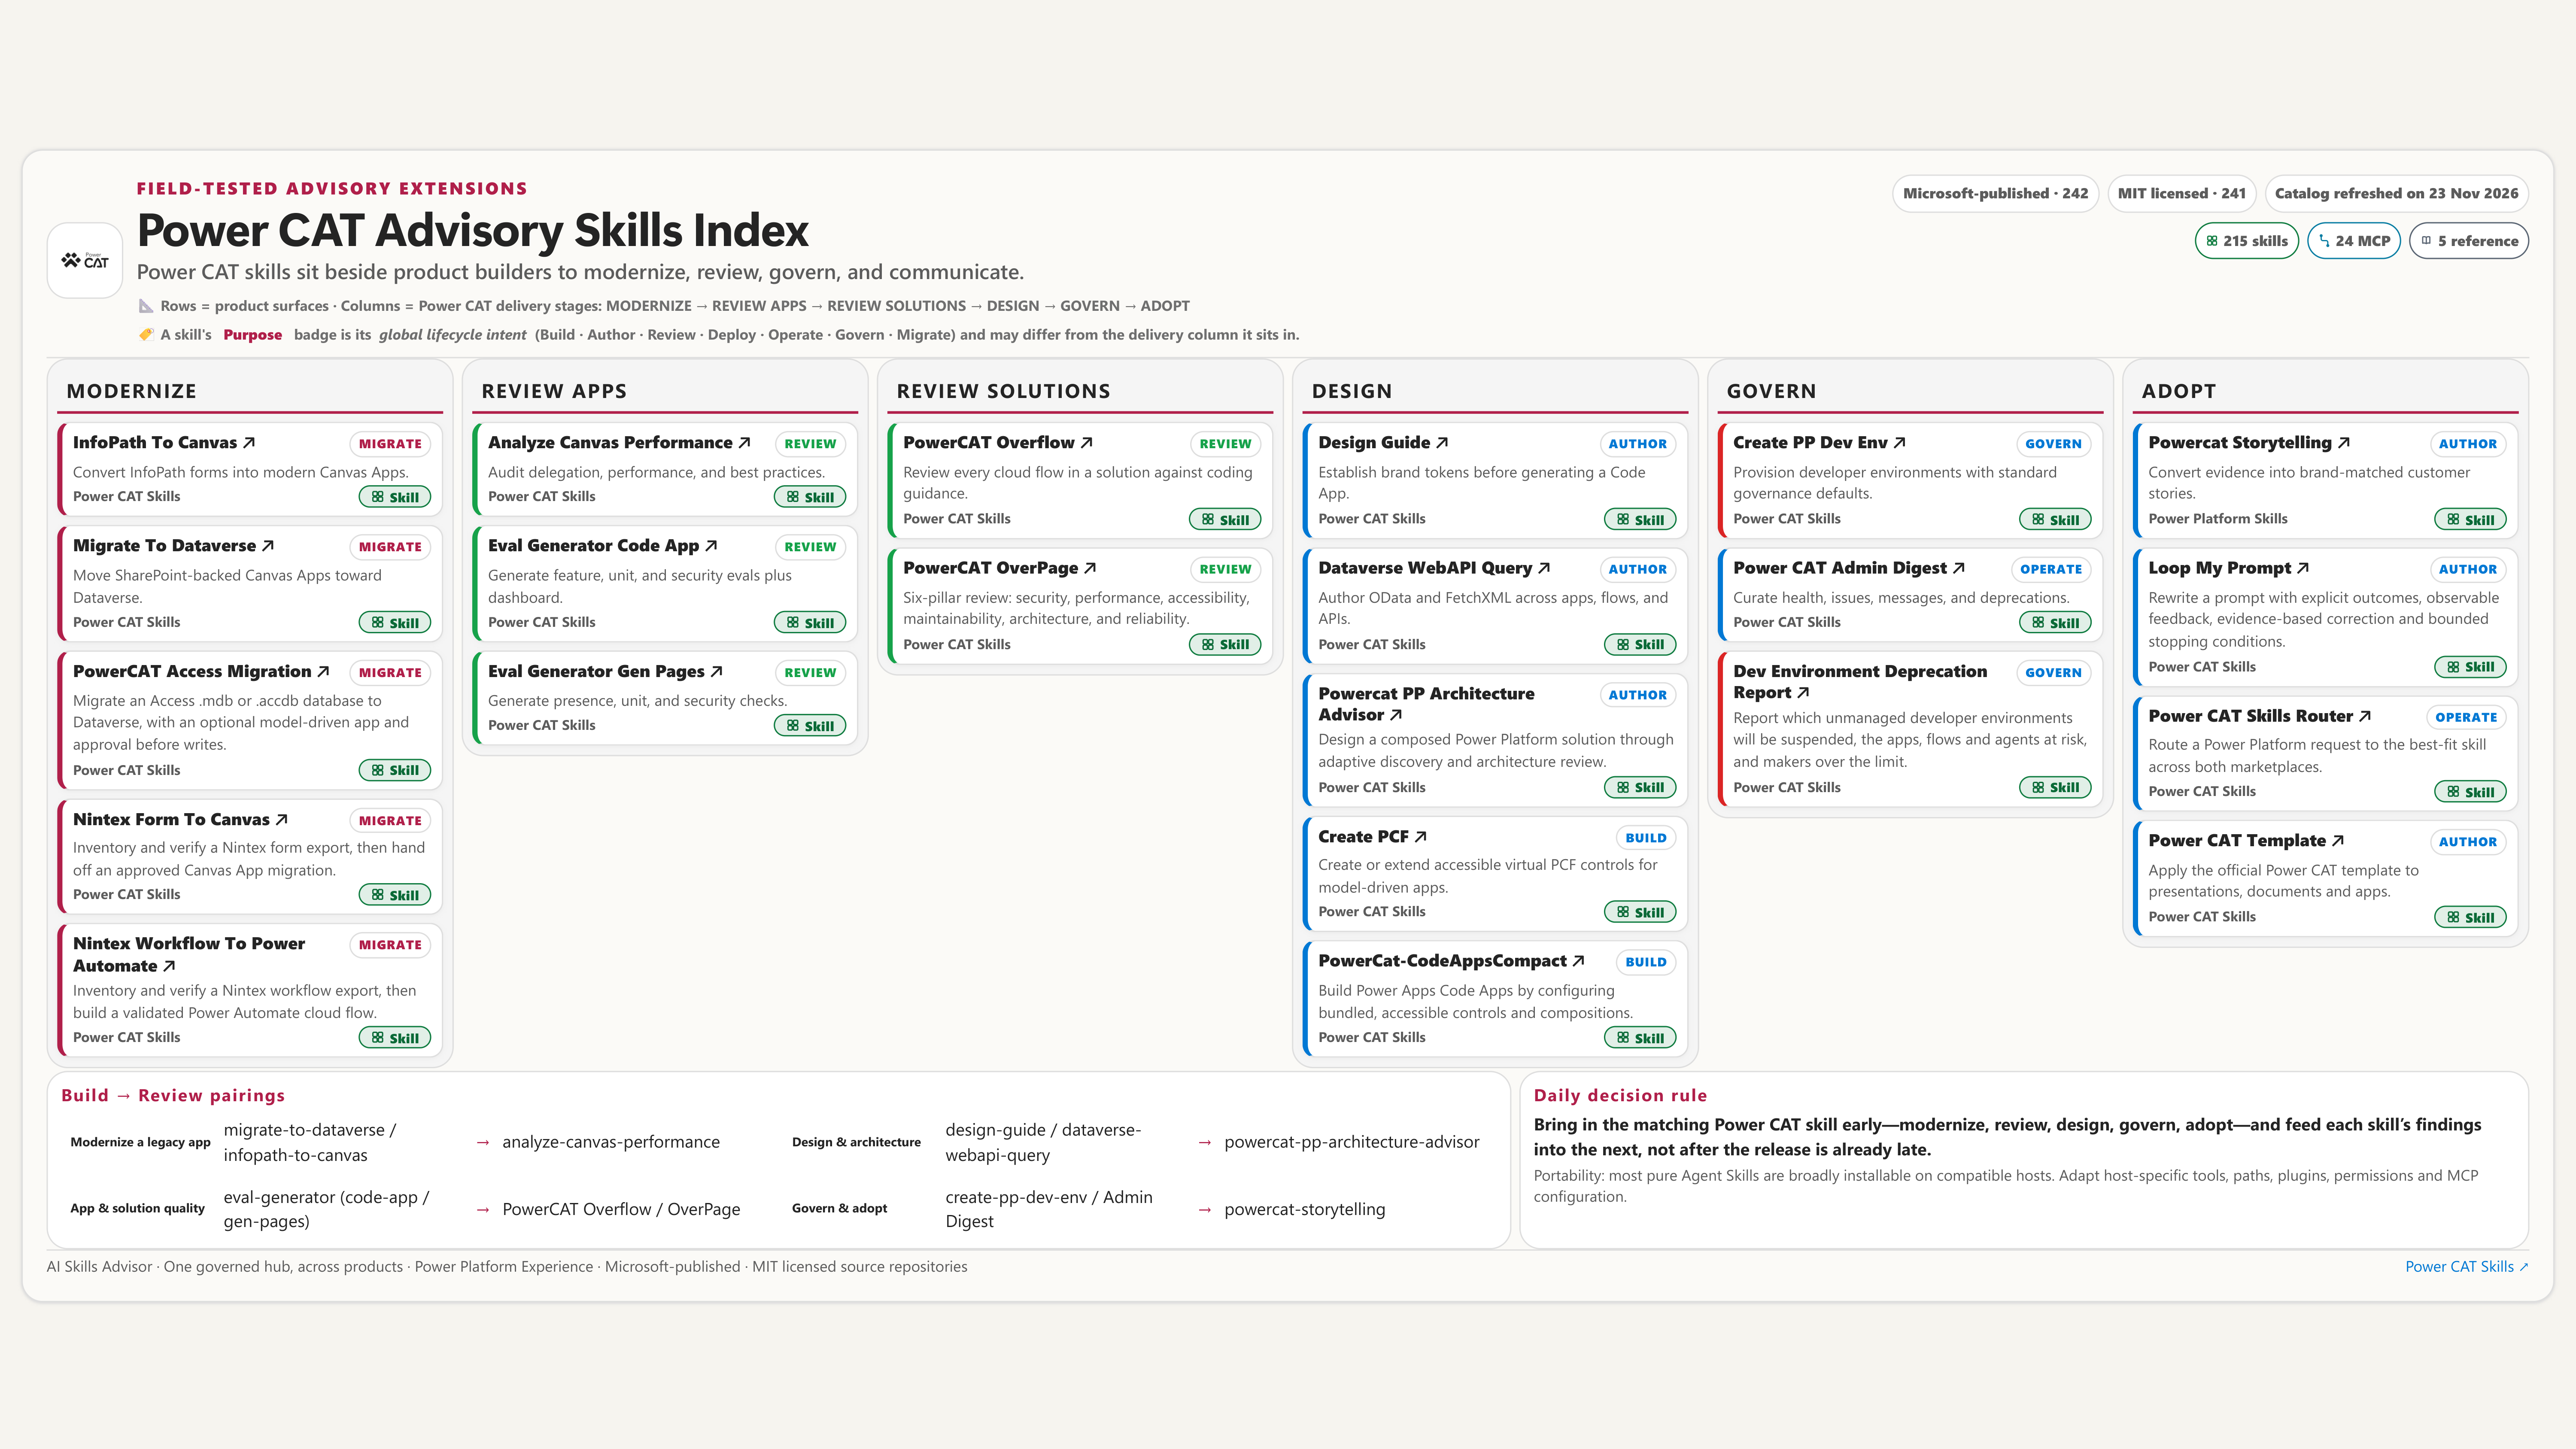 FIELD-TESTED ADVISORY EXTENSIONS
Power CAT Advisory Skills Index
Power CAT
Power CAT skills sit beside product builders to modernize, review, govern, and communicate.
Rows = product surfaces · Columns = Power CAT delivery stages: MODERNIZE → REVIEW APPS → REVIEW SOLUTIONS → DESIGN → GOVERN → ADOPT
A skill's Purpose badge is its global lifecycle intent (Build · Author · Review · Deploy · Operate · Govern · Migrate) and may differ from the delivery column it sits in.
Microsoft-published · 242
MIT licensed · 241
Catalog refreshed on 23 Nov 2026
215 skills
24 MCP
5 reference
MODERNIZE
InfoPath To Canvas ↗
MIGRATE
Convert InfoPath forms into modern Canvas Apps.
Power CAT Skills
Skill
Migrate To Dataverse ↗
MIGRATE
Move SharePoint-backed Canvas Apps toward
Dataverse.
Power CAT Skills
Skill
PowerCAT Access Migration ↗
MIGRATE
Migrate an Access .mdb or .accdb database to
Dataverse, with an optional model-driven app and
approval before writes.
Power CAT Skills
Skill
Nintex Form To Canvas ↗
MIGRATE
Inventory and verify a Nintex form export, then hand
off an approved Canvas App migration.
Power CAT Skills
Skill
Nintex Workflow To Power
Automate ↗
MIGRATE
Inventory and verify a Nintex workflow export, then
build a validated Power Automate cloud flow.
Power CAT Skills
Skill
REVIEW APPS
Analyze Canvas Performance ↗
REVIEW
Audit delegation, performance, and best practices.
Power CAT Skills
Skill
Eval Generator Code App ↗
REVIEW
Generate feature, unit, and security evals plus
dashboard.
Power CAT Skills
Skill
Eval Generator Gen Pages ↗
REVIEW
Generate presence, unit, and security checks.
Power CAT Skills
Skill
REVIEW SOLUTIONS
PowerCAT Overflow ↗
REVIEW
Review every cloud flow in a solution against coding
guidance.
Power CAT Skills
Skill
PowerCAT OverPage ↗
REVIEW
Six-pillar review: security, performance, accessibility,
maintainability, architecture, and reliability.
Power CAT Skills
Skill
DESIGN
Design Guide ↗
AUTHOR
Establish brand tokens before generating a Code
App.
Power CAT Skills
Skill
Dataverse WebAPI Query ↗
AUTHOR
Author OData and FetchXML across apps, flows, and
APIs.
Power CAT Skills
Skill
Powercat PP Architecture
Advisor ↗
AUTHOR
Design a composed Power Platform solution through
adaptive discovery and architecture review.
Power CAT Skills
Skill
Create PCF ↗
BUILD
Create or extend accessible virtual PCF controls for
model-driven apps.
Power CAT Skills
Skill
PowerCat-CodeAppsCompact ↗
BUILD
Build Power Apps Code Apps by configuring
bundled, accessible controls and compositions.
Power CAT Skills
Skill
GOVERN
Create PP Dev Env ↗
GOVERN
Provision developer environments with standard
governance defaults.
Power CAT Skills
Skill
Power CAT Admin Digest ↗
OPERATE
Curate health, issues, messages, and deprecations.
Power CAT Skills
Skill
Dev Environment Deprecation
Report ↗
GOVERN
Report which unmanaged developer environments
will be suspended, the apps, flows and agents at risk,
and makers over the limit.
Power CAT Skills
Skill
ADOPT
Powercat Storytelling ↗
AUTHOR
Convert evidence into brand-matched customer
stories.
Power Platform Skills
Skill
Loop My Prompt ↗
AUTHOR
Rewrite a prompt with explicit outcomes, observable
feedback, evidence-based correction and bounded
stopping conditions.
Power CAT Skills
Skill
Power CAT Skills Router ↗
OPERATE
Route a Power Platform request to the best-fit skill
across both marketplaces.
Power CAT Skills
Skill
Power CAT Template ↗
AUTHOR
Apply the official Power CAT template to
presentations, documents and apps.
Power CAT Skills
Skill
Build → Review pairings
Modernize a legacy app
migrate-to-dataverse /
infopath-to-canvas
→ analyze-canvas-performance
Design & architecture
design-guide / dataverse-
webapi-query
→ powercat-pp-architecture-advisor
App & solution quality
eval-generator (code-app /
gen-pages)
→ PowerCAT Overflow / OverPage
Govern & adopt
create-pp-dev-env / Admin
Digest
→ powercat-storytelling
Daily decision rule
Bring in the matching Power CAT skill early—modernize, review, design, govern, adopt—and feed each skill’s findings
into the next, not after the release is already late.
Portability: most pure Agent Skills are broadly installable on compatible hosts. Adapt host-specific tools, paths, plugins, permissions and MCP
configuration.
AI Skills Advisor · One governed hub, across products · Power Platform Experience · Microsoft-published · MIT licensed source repositories
Power CAT Skills ↗